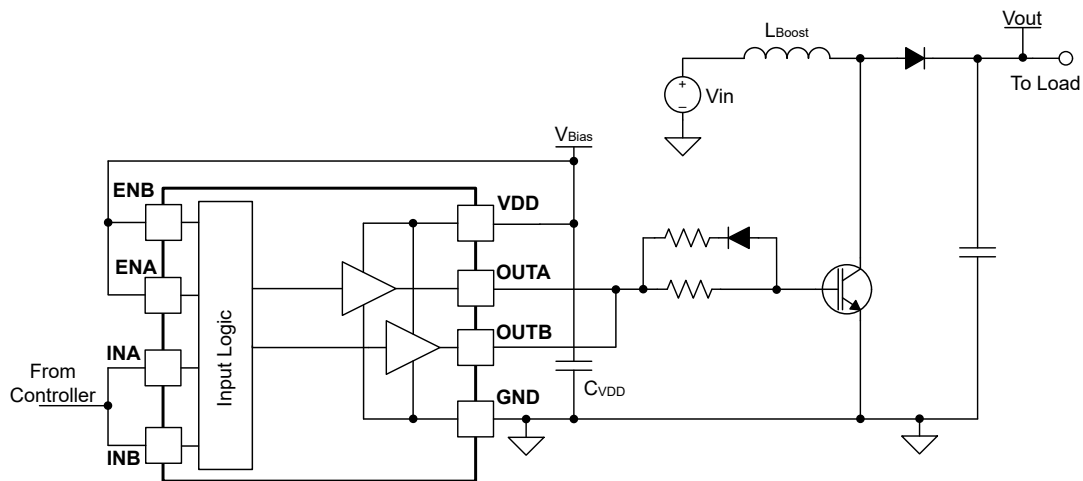 Vout
LBoost
To Load
+
Vin
−
VBias
ENB
VDD
ENA
OUTA
OUTB
INA
Input Logic
From
Controller
CVDD
GND
INB